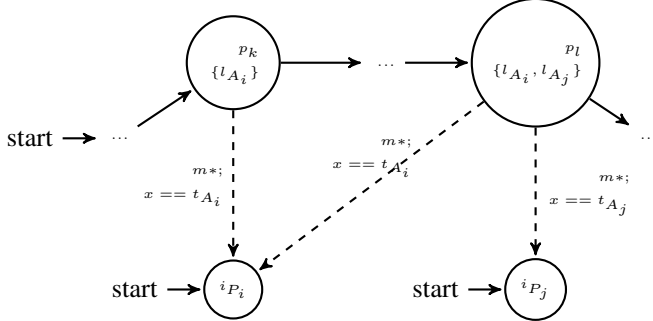 p_k
{l_{A_i}}
...
p_l
{l_{A_i}, l_{A_j}}
start
...
..
m*;
x == t_{A_i}
m*;
x == t_{A_i}
m*;
x == t_{A_j}
start
i_{P_i}
start
i_{P_j}